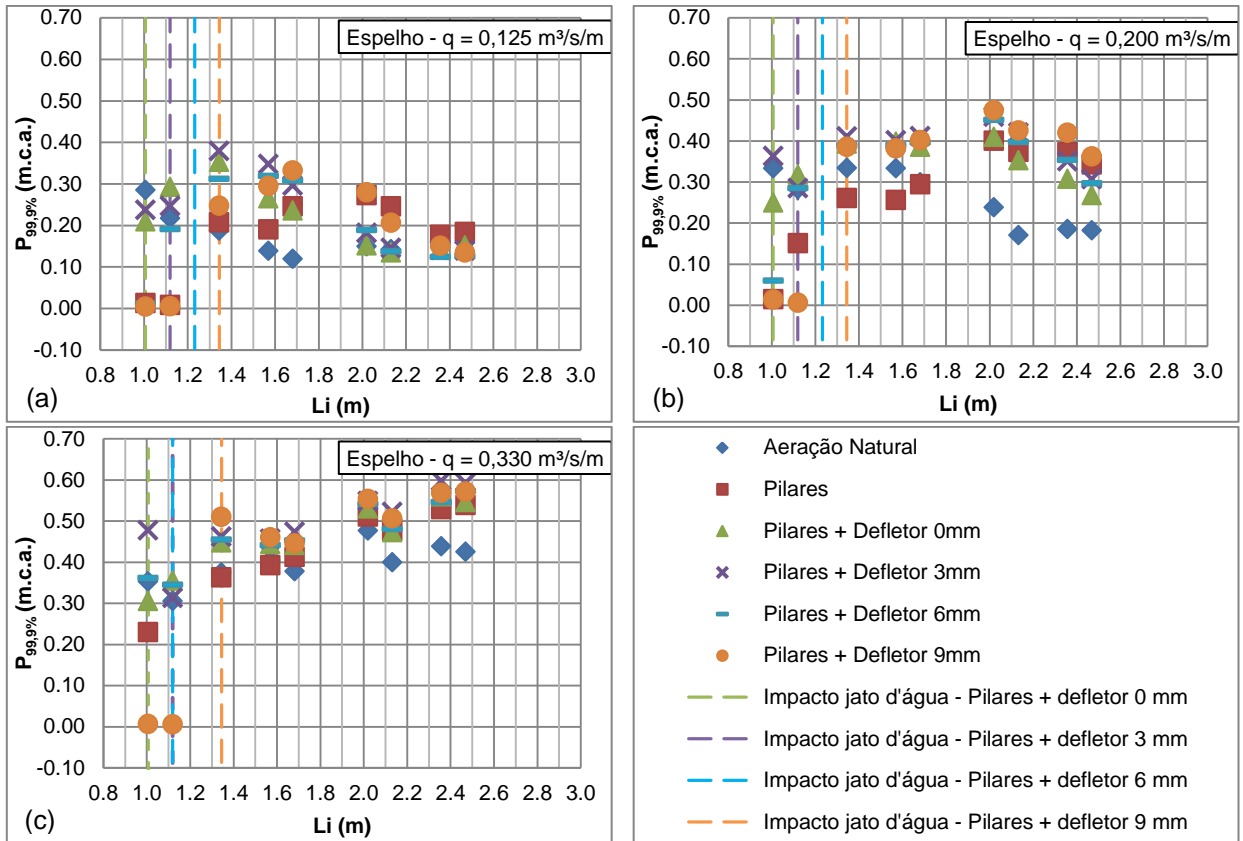 Espelho - q = 0,125 m³/s/m
P99,9% (m.c.a.)
0.70
0.60
0.50
0.40
0.30
0.20
0.10
0.00
-0.10
0.8 1.0 1.2 1.4 1.6 1.8 2.0 2.2 2.4 2.6 2.8 3.0
(a)
Li (m)
Espelho - q = 0,200 m³/s/m
P99,9% (m.c.a.)
0.70
0.60
0.50
0.40
0.30
0.20
0.10
0.00
-0.10
0.8 1.0 1.2 1.4 1.6 1.8 2.0 2.2 2.4 2.6 2.8 3.0
(b)
Li (m)
Espelho - q = 0,330 m³/s/m
P99,9% (m.c.a.)
0.70
0.60
0.50
0.40
0.30
0.20
0.10
0.00
-0.10
0.8 1.0 1.2 1.4 1.6 1.8 2.0 2.2 2.4 2.6 2.8 3.0
(c)
Li (m)
Aeração Natural
Pilares
Pilares + Defletor 0mm
Pilares + Defletor 3mm
Pilares + Defletor 6mm
Pilares + Defletor 9mm
Impacto jato d'água - Pilares + defletor 0 mm
Impacto jato d'água - Pilares + defletor 3 mm
Impacto jato d'água - Pilares + defletor 6 mm
Impacto jato d'água - Pilares + defletor 9 mm